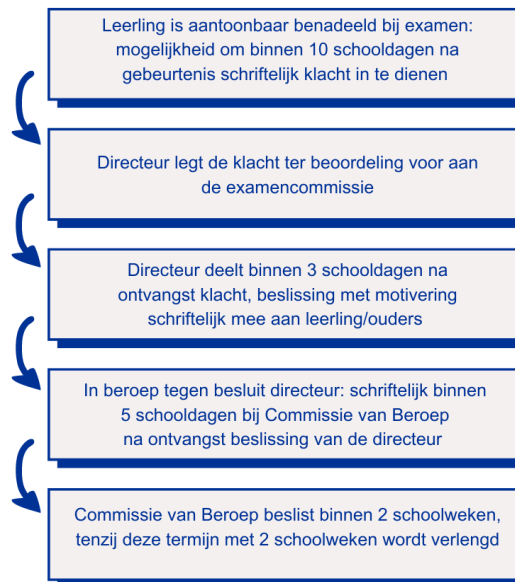 Leerling is aantoonbaar benadeeld bij examen:
mogelijkheid om binnen 10 schooldagen na
gebeurtenis schriftelijk klacht in te dienen
Directeur legt de klacht ter beoordeling voor aan
de examencommissie
Directeur deelt binnen 3 schooldagen na
ontvangst klacht, beslissing met motivering
schriftelijk mee aan leerling/ouders
In beroep tegen besluit directeur: schriftelijk binnen
5 schooldagen bij Commissie van Beroep
na ontvangst beslissing van de directeur
Commissie van Beroep beslist binnen 2 schoolweken,
tenzij deze termijn met 2 schoolweken wordt verlengd